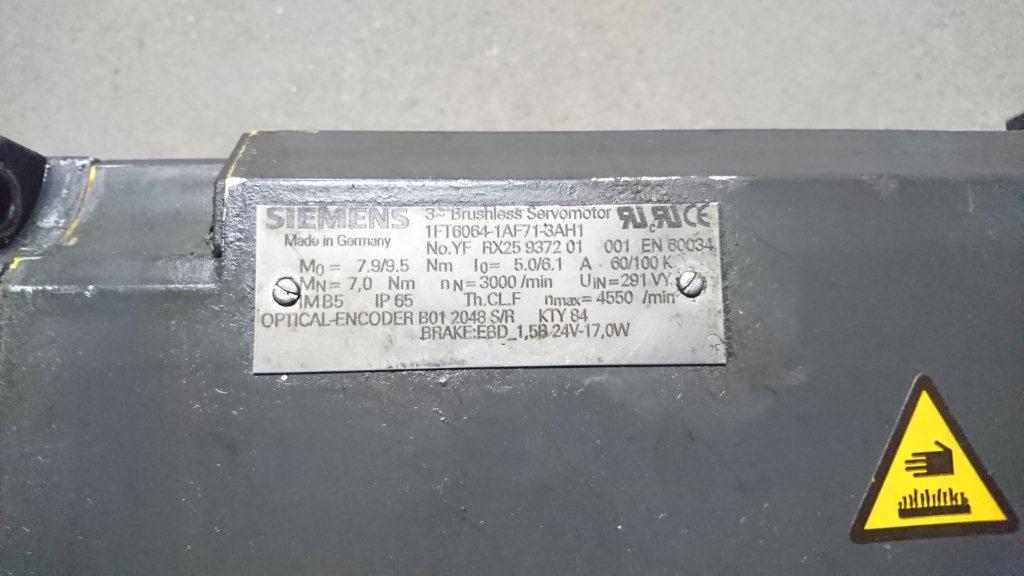 SIEMENS 3~ Brushless Servomotor
Made in Germany 1FT6064-1AF71-3AH1
No.YF RX25 9372 01 001 EN 60034
M0 = 7.9/9.5 Nm I0= 5.0/6.1 A 60/100 K
MN= 7,0 Nm nN=3000/min UIN=291 VY
IMB5 IP 65 Th.CL.F nmax= 4550 /min
OPTICAL-ENCODER B01 2048 S/R KTY 84
BRAKE:EBD_1,5B 24V-17,0W